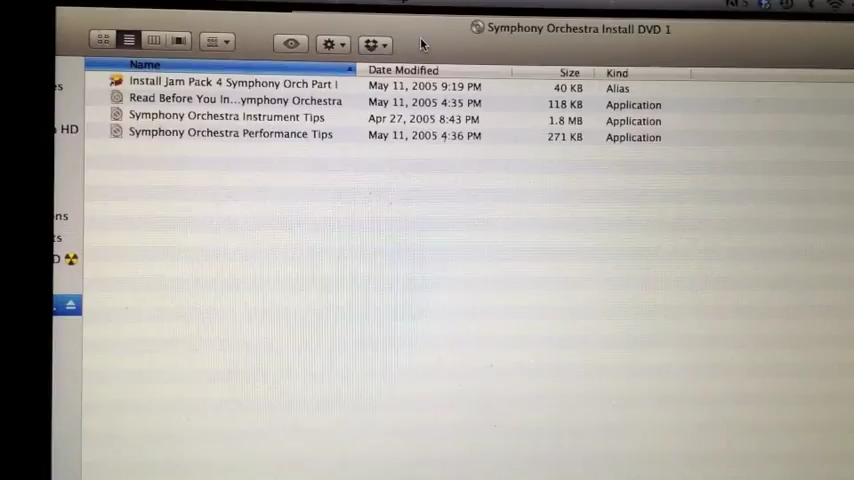 Symphony Orchestra Install DVD 1
Name Date Modified Size Kind
Install Jam Pack 4 Symphony Orch Part I May 11, 2005 9:19 PM 40 KB Alias
Read Before You In...ymphony Orchestra May 11, 2005 4:35 PM 118 KB Application
Symphony Orchestra Instrument Tips Apr 27, 2005 8:43 PM 1.8 MB Application
Symphony Orchestra Performance Tips May 11, 2005 4:36 PM 271 KB Application
es
HD
ns
ts
D